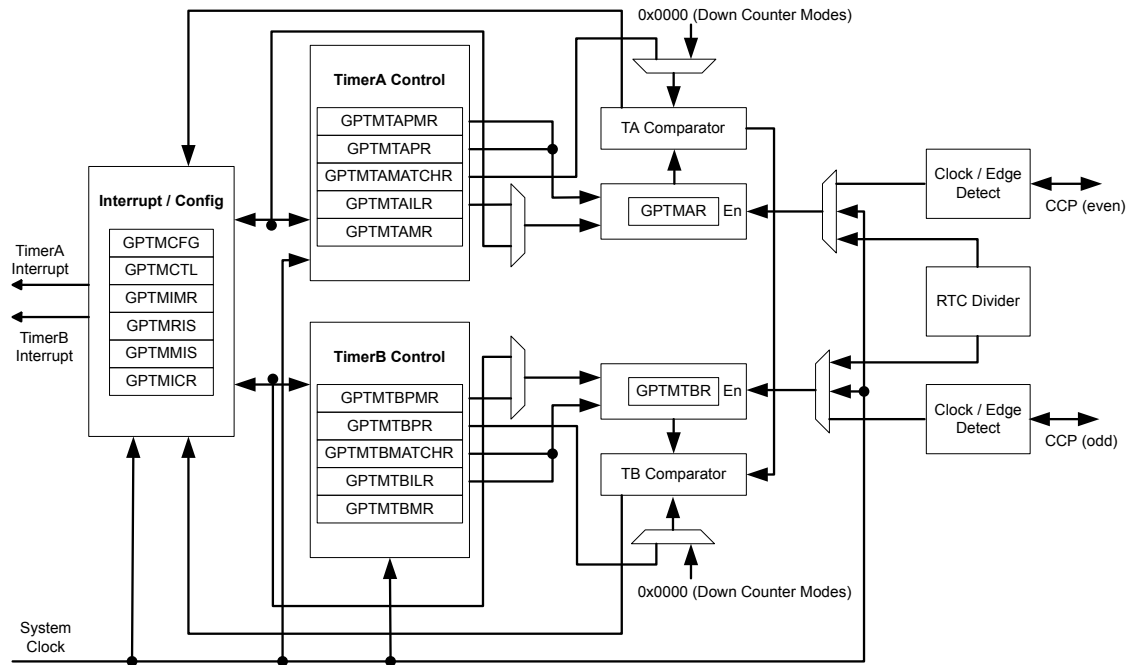 0x0000 (Down Counter Modes)
TimerA Control
GPTMTAPMR
GPTMTAPR
GPTMTAMATCHR
GPTMTAILR
GPTMTAMR
TA Comparator
GPTMAR
En
Clock / Edge
Detect
CCP (even)
Interrupt / Config
GPTMCFG
GPTMCTL
GPTMIMR
GPTMRIS
GPTMMIS
GPTMICR
TimerA
Interrupt
TimerB
Interrupt
RTC Divider
TimerB Control
GPTMTBPMR
GPTMTBPR
GPTMTBMATCHR
GPTMTBILR
GPTMTBMR
GPTMTBR
En
TB Comparator
Clock / Edge
Detect
CCP (odd)
0x0000 (Down Counter Modes)
System
Clock